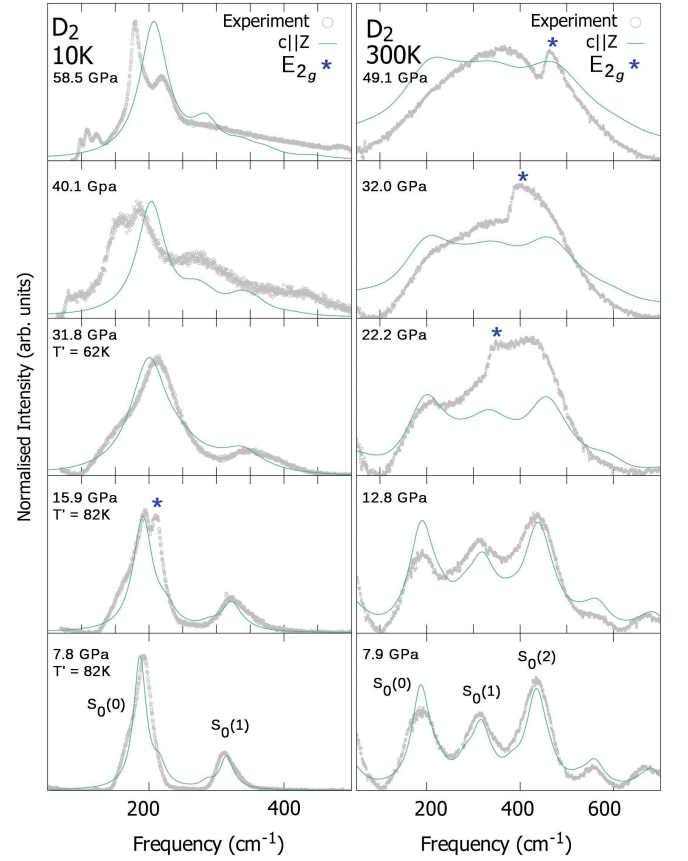 D2
10K
58.5 GPa
Experiment
c||Z
E2g *
40.1 Gpa
31.8 GPa
T' = 62K
15.9 GPa
T' = 82K
*
7.8 GPa
T' = 82K
S0(0)
S0(1)
200
400
Frequency (cm-1)
D2
300K
49.1 GPa
Experiment
c||Z
E2g *
*
32.0 GPa
*
22.2 GPa
*
12.8 GPa
7.9 GPa
S0(0)
S0(1)
S0(2)
200
400
600
Frequency (cm-1)
Normalised Intensity (arb. units)